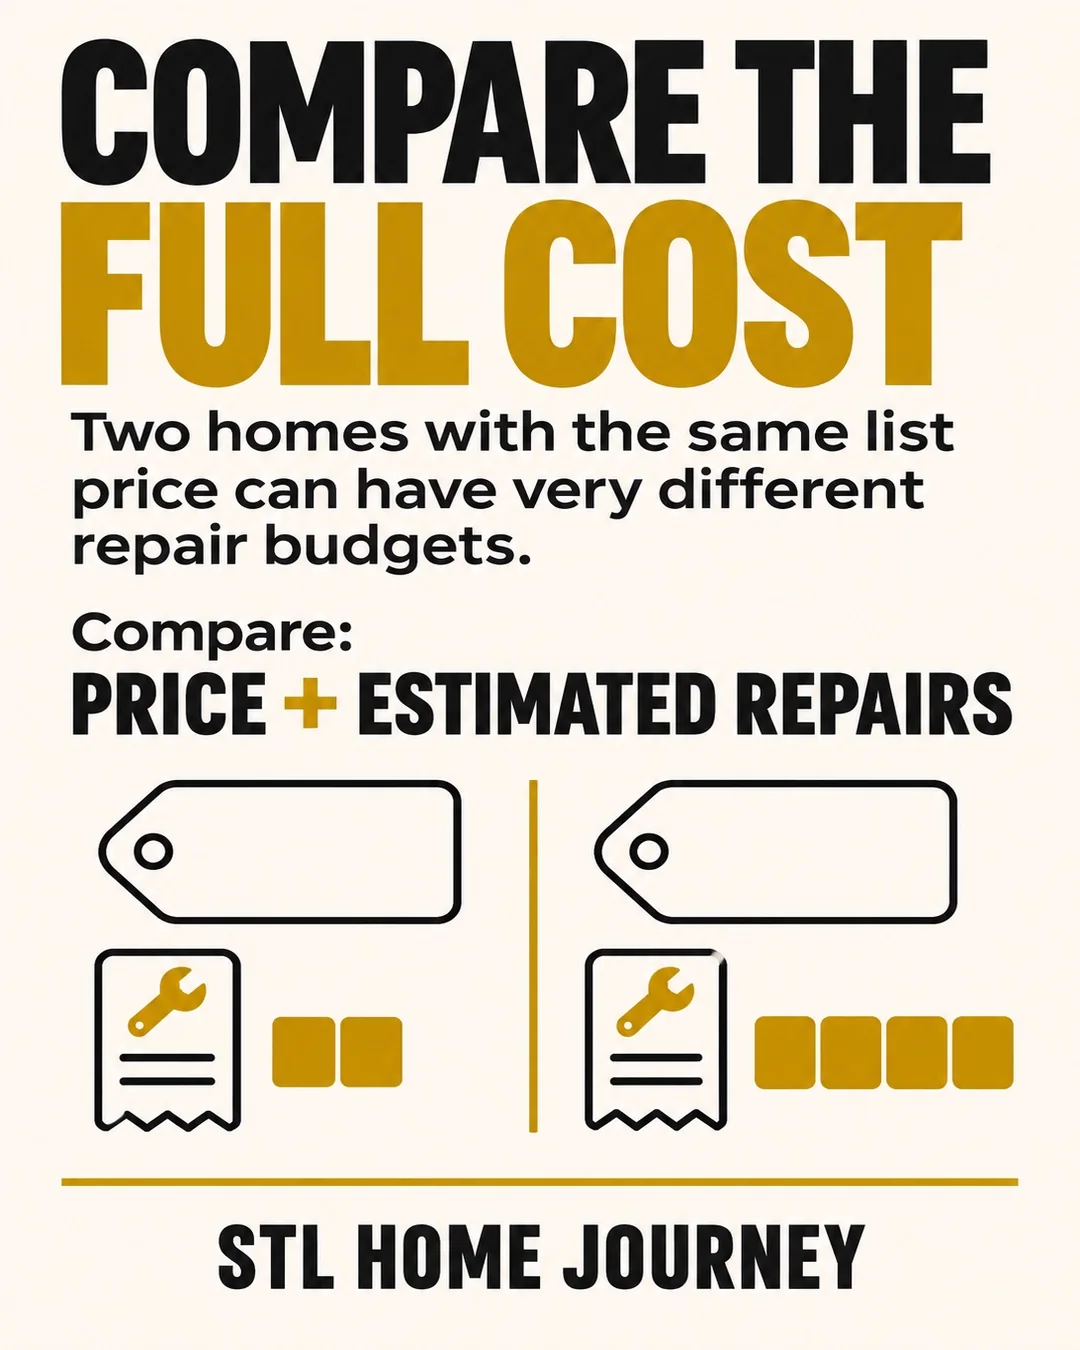 COMPARE THE
FULL COST
Two homes with the same list
price can have very different
repair budgets.
Compare:
PRICE + ESTIMATED REPAIRS
STL HOME JOURNEY